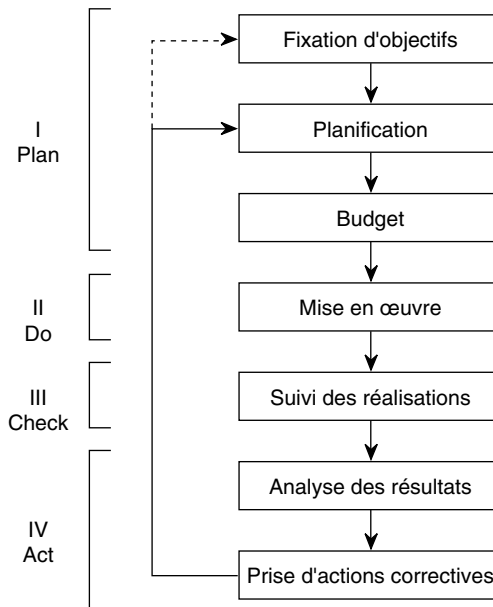 Fixation d'objectifs
I
Plan
Planification
Budget
II
Do
Mise en œuvre
III
Check
Suivi des réalisations
Analyse des résultats
IV
Act
Prise d'actions correctives